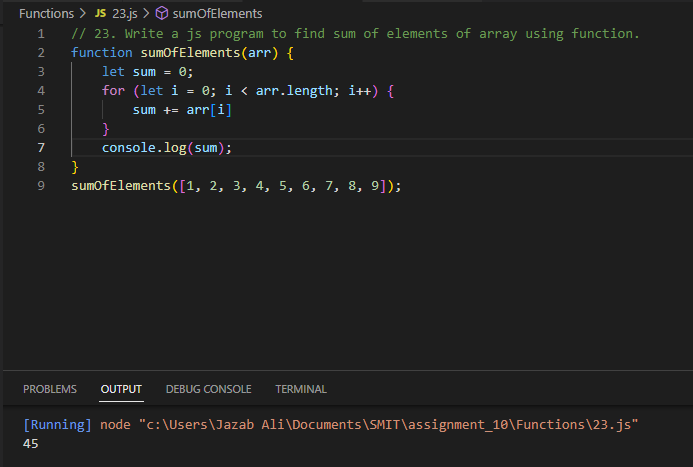 Functions > JS 23.js > sumOfElements
1 // 23. Write a js program to find sum of elements of array using function.
2 function sumOfElements(arr) {
3 let sum = 0;
4 for (let i = 0; i < arr.length; i++) {
5 sum += arr[i]
6 }
7 console.log(sum);
8 }
9 sumOfElements([1, 2, 3, 4, 5, 6, 7, 8, 9]);
PROBLEMS OUTPUT DEBUG CONSOLE TERMINAL
[Running] node "c:\Users\Jazab Ali\Documents\SMIT\assignment_10\Functions\23.js"
45